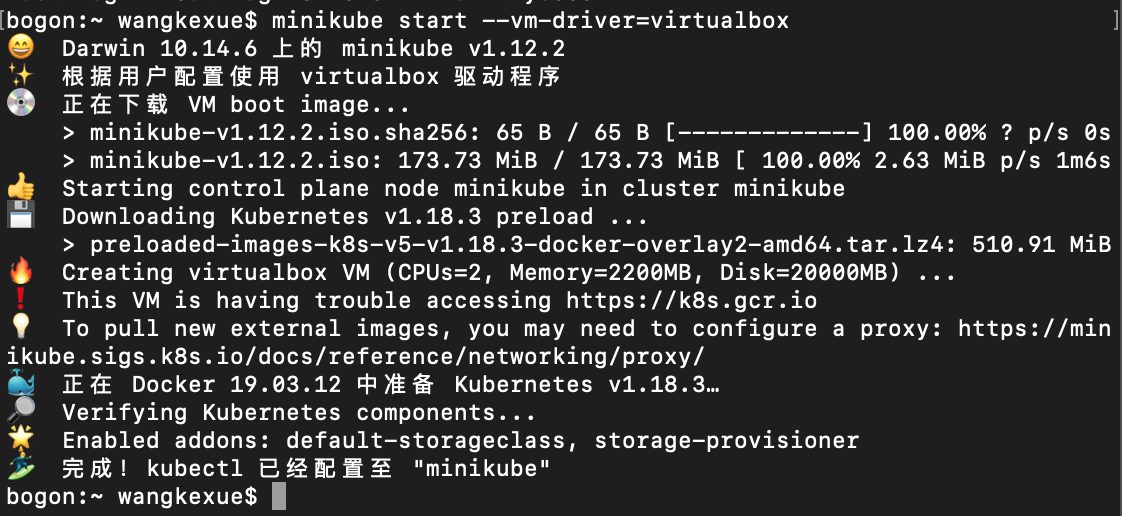 [bogon:~ wangkexue$ minikube start --vm-driver=virtualbox ]
😄 Darwin 10.14.6 上的 minikube v1.12.2
✨ 根据用户配置使用 virtualbox 驱动程序
💿 正在下载 VM boot image...
> minikube-v1.12.2.iso.sha256: 65 B / 65 B [-------------] 100.00% ? p/s 0s
> minikube-v1.12.2.iso: 173.73 MiB / 173.73 MiB [ 100.00% 2.63 MiB p/s 1m6s
👍 Starting control plane node minikube in cluster minikube
💾 Downloading Kubernetes v1.18.3 preload ...
> preloaded-images-k8s-v5-v1.18.3-docker-overlay2-amd64.tar.lz4: 510.91 MiB
🔥 Creating virtualbox VM (CPUs=2, Memory=2200MB, Disk=20000MB) ...
❗ This VM is having trouble accessing https://k8s.gcr.io
💡 To pull new external images, you may need to configure a proxy: https://min
ikube.sigs.k8s.io/docs/reference/networking/proxy/
🐳 正在 Docker 19.03.12 中准备 Kubernetes v1.18.3…
🔎 Verifying Kubernetes components...
🌟 Enabled addons: default-storageclass, storage-provisioner
🏄 完成！kubectl 已经配置至 "minikube"
bogon:~ wangkexue$